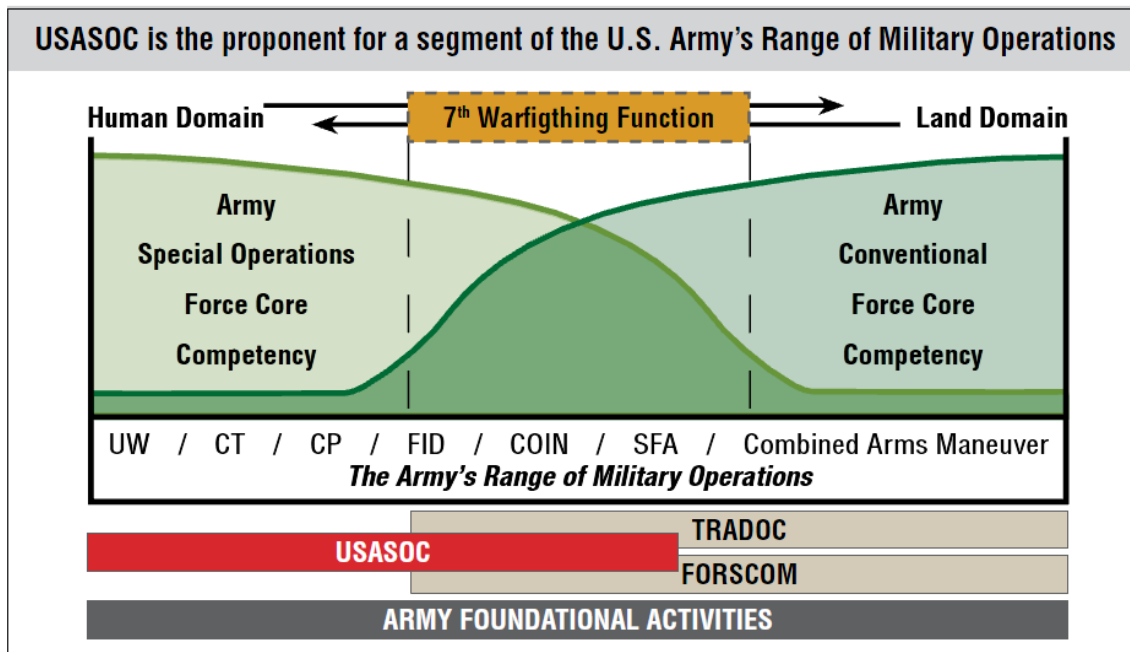 USASOC is the proponent for a segment of the U.S. Army's Range of Military Operations
Human Domain
7th Warfigthing Function
Land Domain
Army
Special Operations
Force Core
Competency
Army
Conventional
Force Core
Competency
UW / CT / CP / FID / COIN / SFA / Combined Arms Maneuver
The Army's Range of Military Operations
TRADOC
USASOC
FORSCOM
ARMY FOUNDATIONAL ACTIVITIES